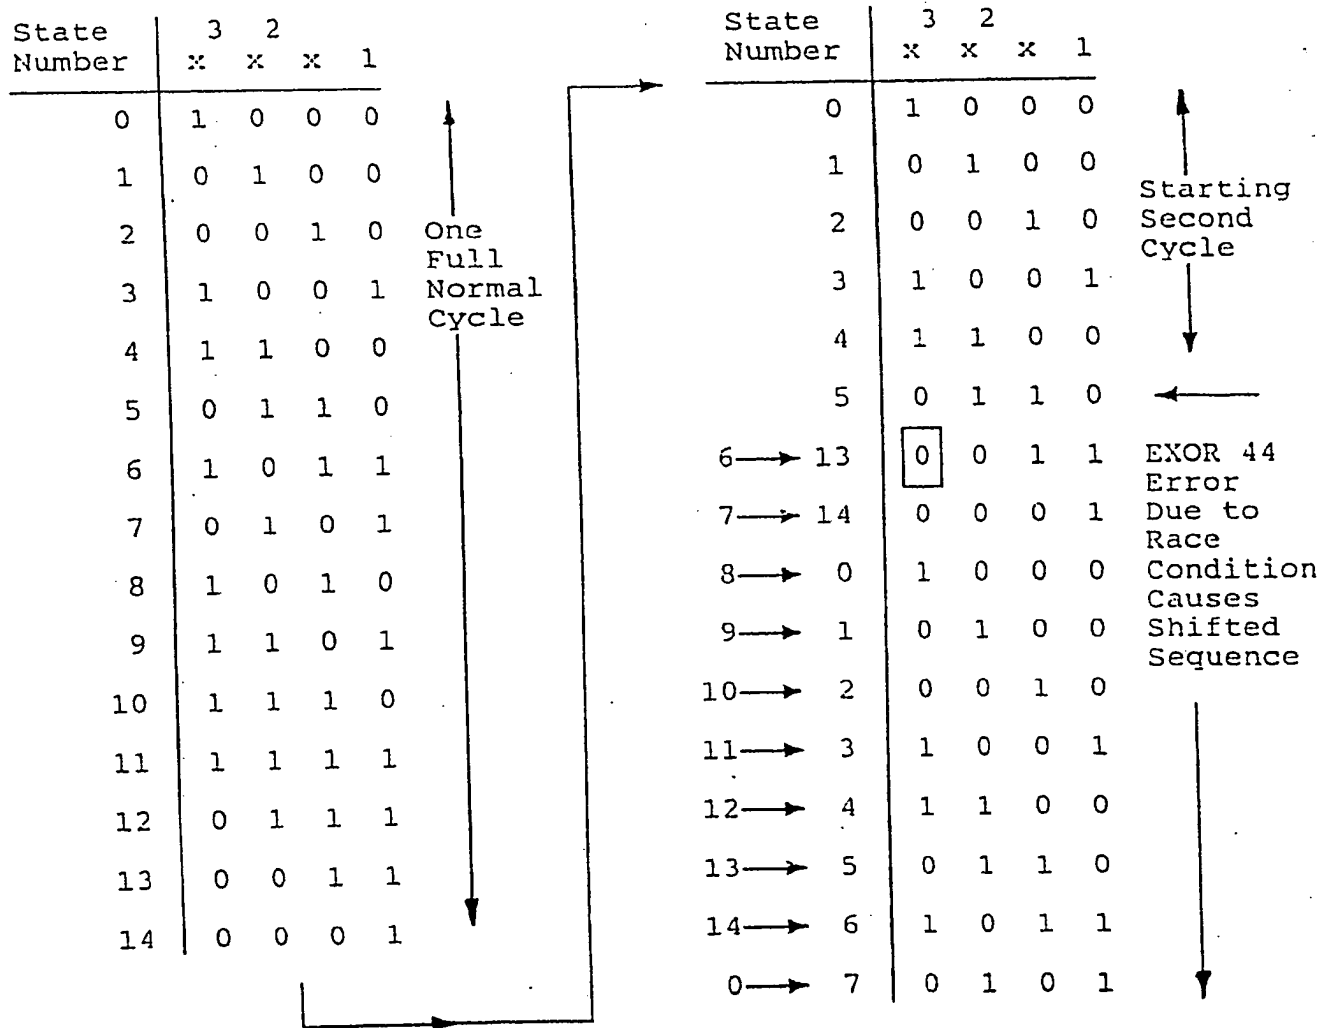 State 3 2
Number x x x 1
0 1 0 0 0
1 0 1 0 0
2 0 0 1 0
3 1 0 0 1
4 1 1 0 0
5 0 1 1 0
6 1 0 1 1
7 0 1 0 1
8 1 0 1 0
9 1 1 0 1
10 1 1 1 0
11 1 1 1 1
12 0 1 1 1
13 0 0 1 1
14 0 0 0 1
One
Full
Normal
Cycle
State 3 2
Number x x x 1
0 1 0 0 0
1 0 1 0 0
2 0 0 1 0
3 1 0 0 1
4 1 1 0 0
5 0 1 1 0
6 → 13 0 0 1 1
7 → 14 0 0 0 1
8 → 0 1 0 0 0
9 → 1 0 1 0 0
10 → 2 0 0 1 0
11 → 3 1 0 0 1
12 → 4 1 1 0 0
13 → 5 0 1 1 0
14 → 6 1 0 1 1
0 → 7 0 1 0 1
Starting
Second
Cycle
EXOR 44
Error
Due to
Race
Condition
Causes
Shifted
Sequence